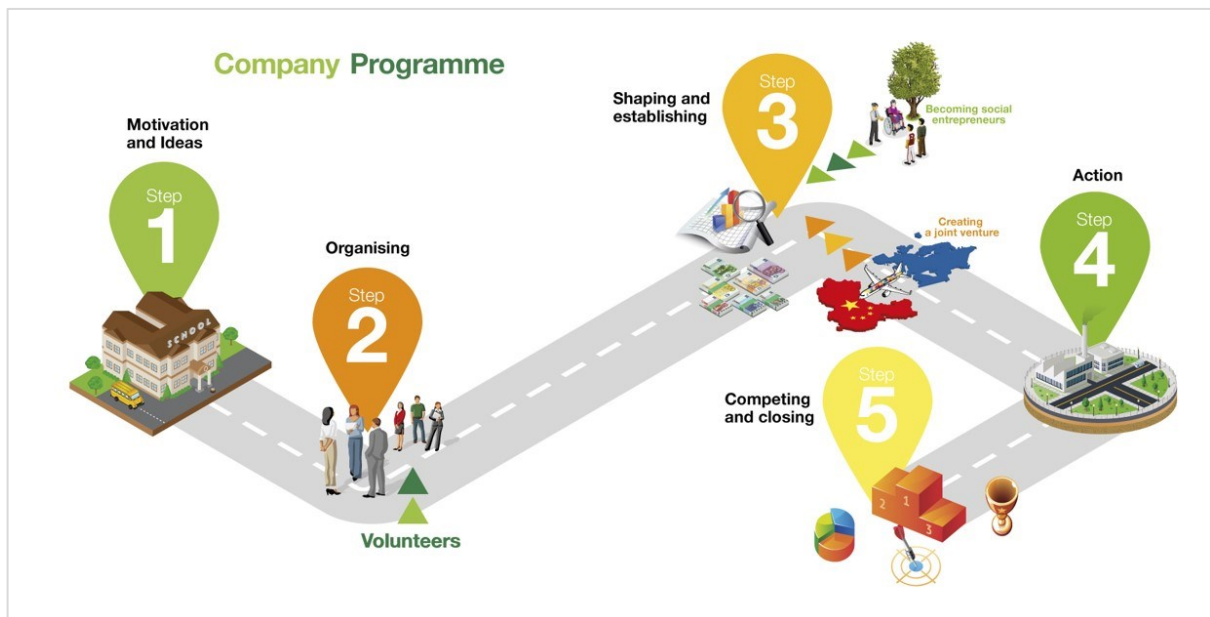 Company Programme
Motivation
and Ideas
Step
1
SCHOOL
Organising
Step
2
Volunteers
Shaping and
establishing
Step
3
Becoming social
entrepreneurs
Creating
a joint venture
Action
Step
4
Competing
and closing
Step
5
1
2
3